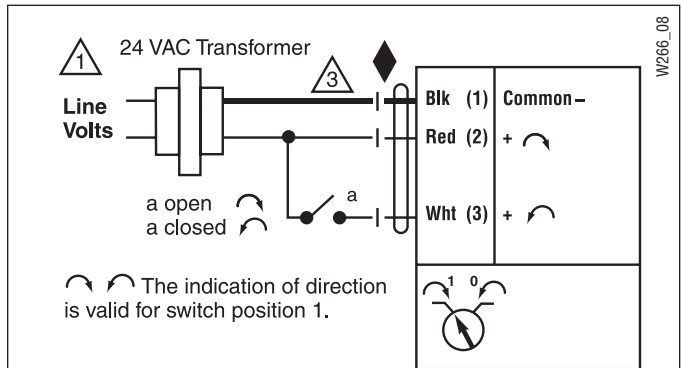 W266_08
1
24 VAC Transformer
3
Line
Volts
Blk (1) Common –
Red (2) +
a open
a closed
a
Wht (3) +
The indication of direction
is valid for switch position 1.
1 0